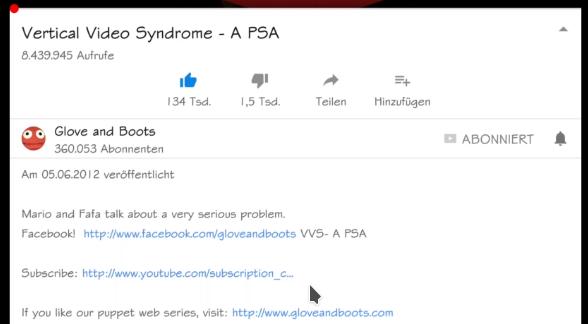 Vertical Video Syndrome - A PSA
8.439.945 Aufrufe
134 Tsd.
1,5 Tsd.
Teilen
Hinzufügen
Glove and Boots
360.053 Abonnenten
ABONNIERT
Am 05.06.2012 veröffentlicht
Mario and Fafa talk about a very serious problem.
Facebook! http://www.facebook.com/gloveandboots VVS- A PSA
Subscribe: http://www.youtube.com/subscription_c...
If you like our puppet web series, visit: http://www.gloveandboots.com